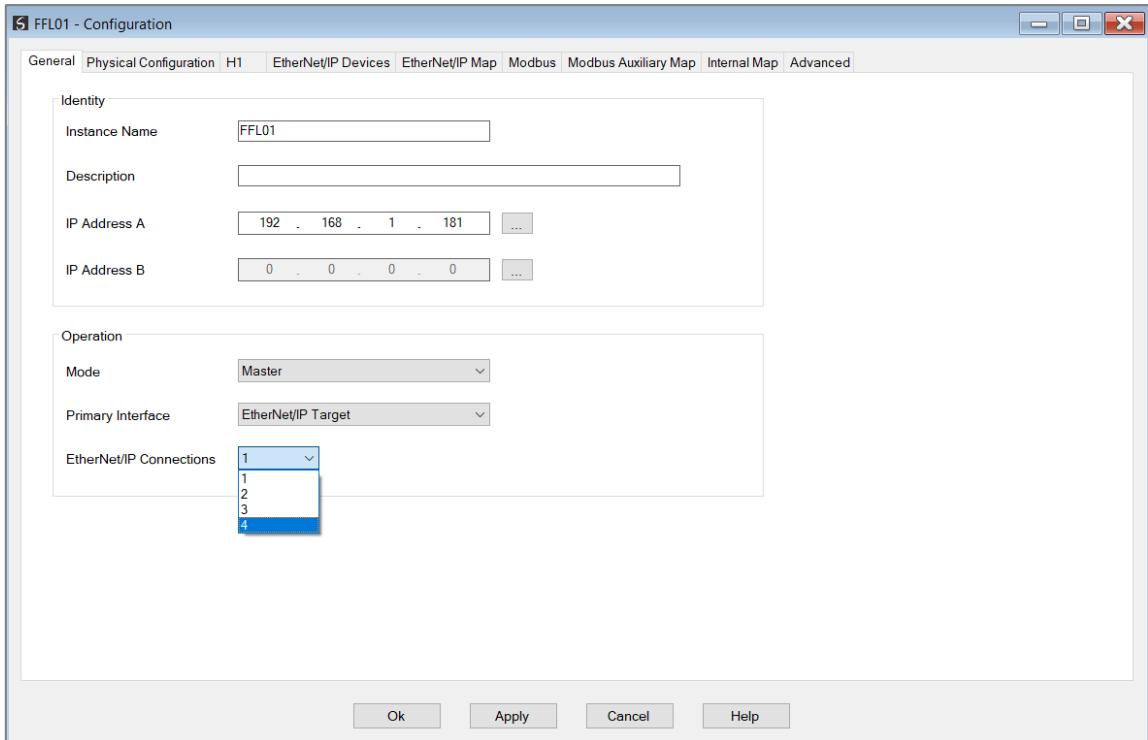 FFL01 - Configuration
General Physical Configuration H1 EtherNet/IP Devices EtherNet/IP Map Modbus Modbus Auxiliary Map Internal Map Advanced
Identity
Instance Name FFL01
Description
IP Address A 192 . 168 . 1 . 181 ...
IP Address B 0 . 0 . 0 . 0 ...
Operation
Mode Master
Primary Interface EtherNet/IP Target
EtherNet/IP Connections 1
1
2
3
4
Ok Apply Cancel Help